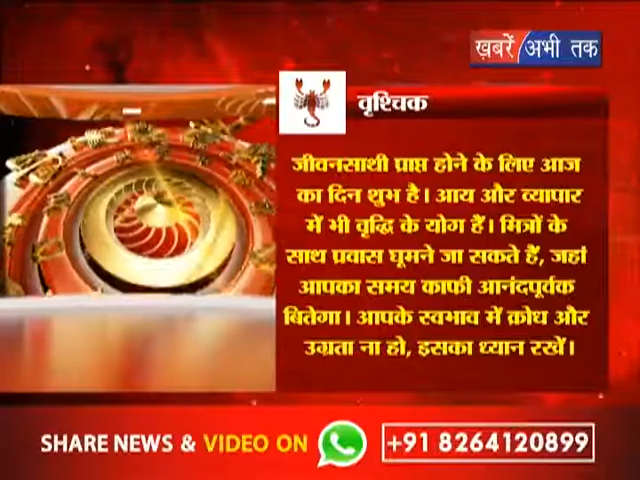 ख़बरें अभी तक
वृश्चिक
जीवनसाथी प्राप्त होने के लिए आज
का दिन शुभ है। आय और व्यापार
में भी वृद्धि के योग हैं। मित्रों के
साथ प्रवास घूमने जा सकते हैं, जहां
आपका समय काफी आनंदपूर्वक
बितेगा। आपके स्वभाव में क्रोध और
उग्रता ना हो, इसका ध्यान रखें।
SHARE NEWS & VIDEO ON +91 8264120899